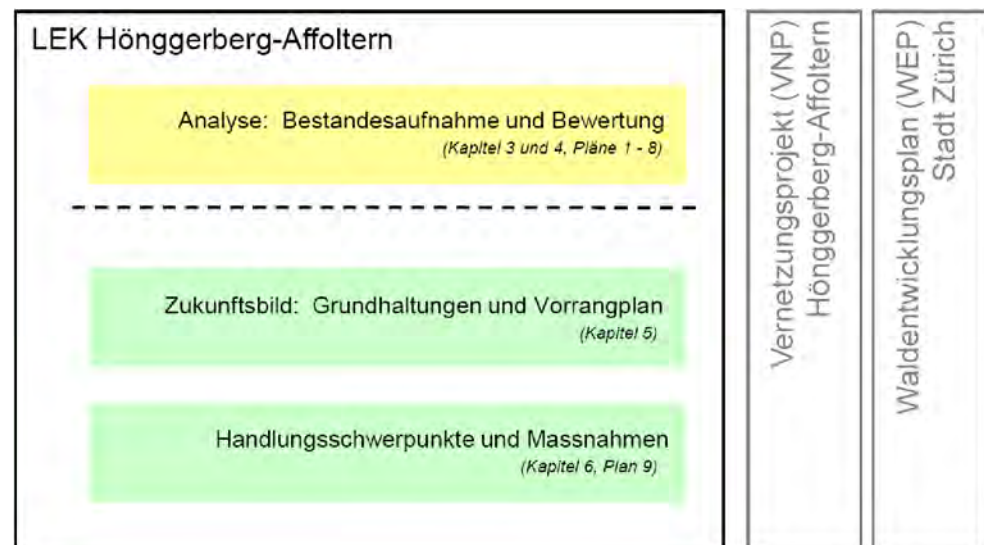 LEK Hönggerberg-Affoltern
Analyse: Bestandesaufnahme und Bewertung
(Kapitel 3 und 4, Pläne 1 - 8)
Zukunftsbild: Grundhaltungen und Vorrangplan
(Kapitel 5)
Handlungsschwerpunkte und Massnahmen
(Kapitel 6, Plan 9)
Vernetzungsprojekt (VNP)
Hönggerberg-Affoltern
Waldentwicklungsplan (WEP)
Stadt Zürich